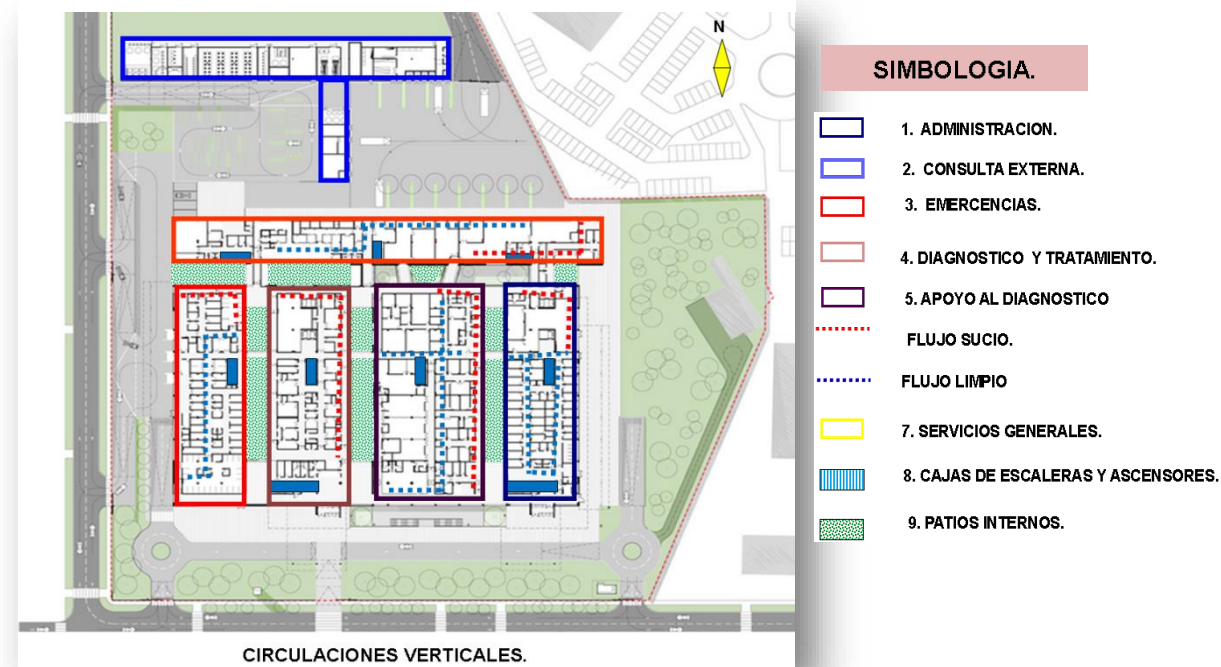 N
SIMBOLOGIA.
1. ADMINISTRACION.
2. CONSULTA EXTERNA.
3. EMERCENCIAS.
4. DIAGNOSTICO Y TRATAMIENTO.
5. APOYO AL DIAGNOSTICO
FLUJO SUCIO.
FLUJO LIMPIO
7. SERVICIOS GENERALES.
8. CAJAS DE ESCALERAS Y ASCENSORES.
9. PATIOS INTERNOS.
CIRCULACIONES VERTICALES.